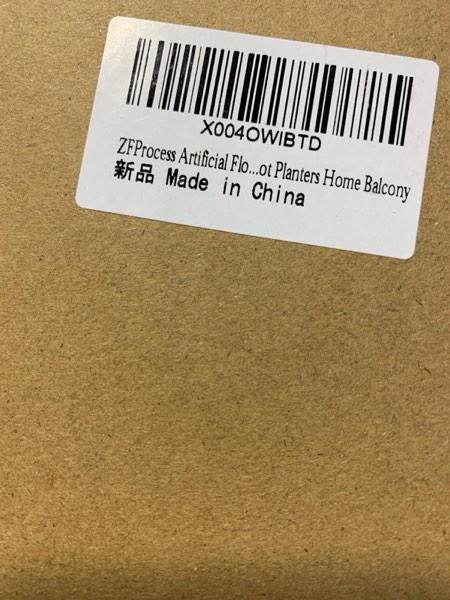 X004OWIBTD
ZFProcess Artificial Flo...ot Planters Home Balcony
新品 Made in China